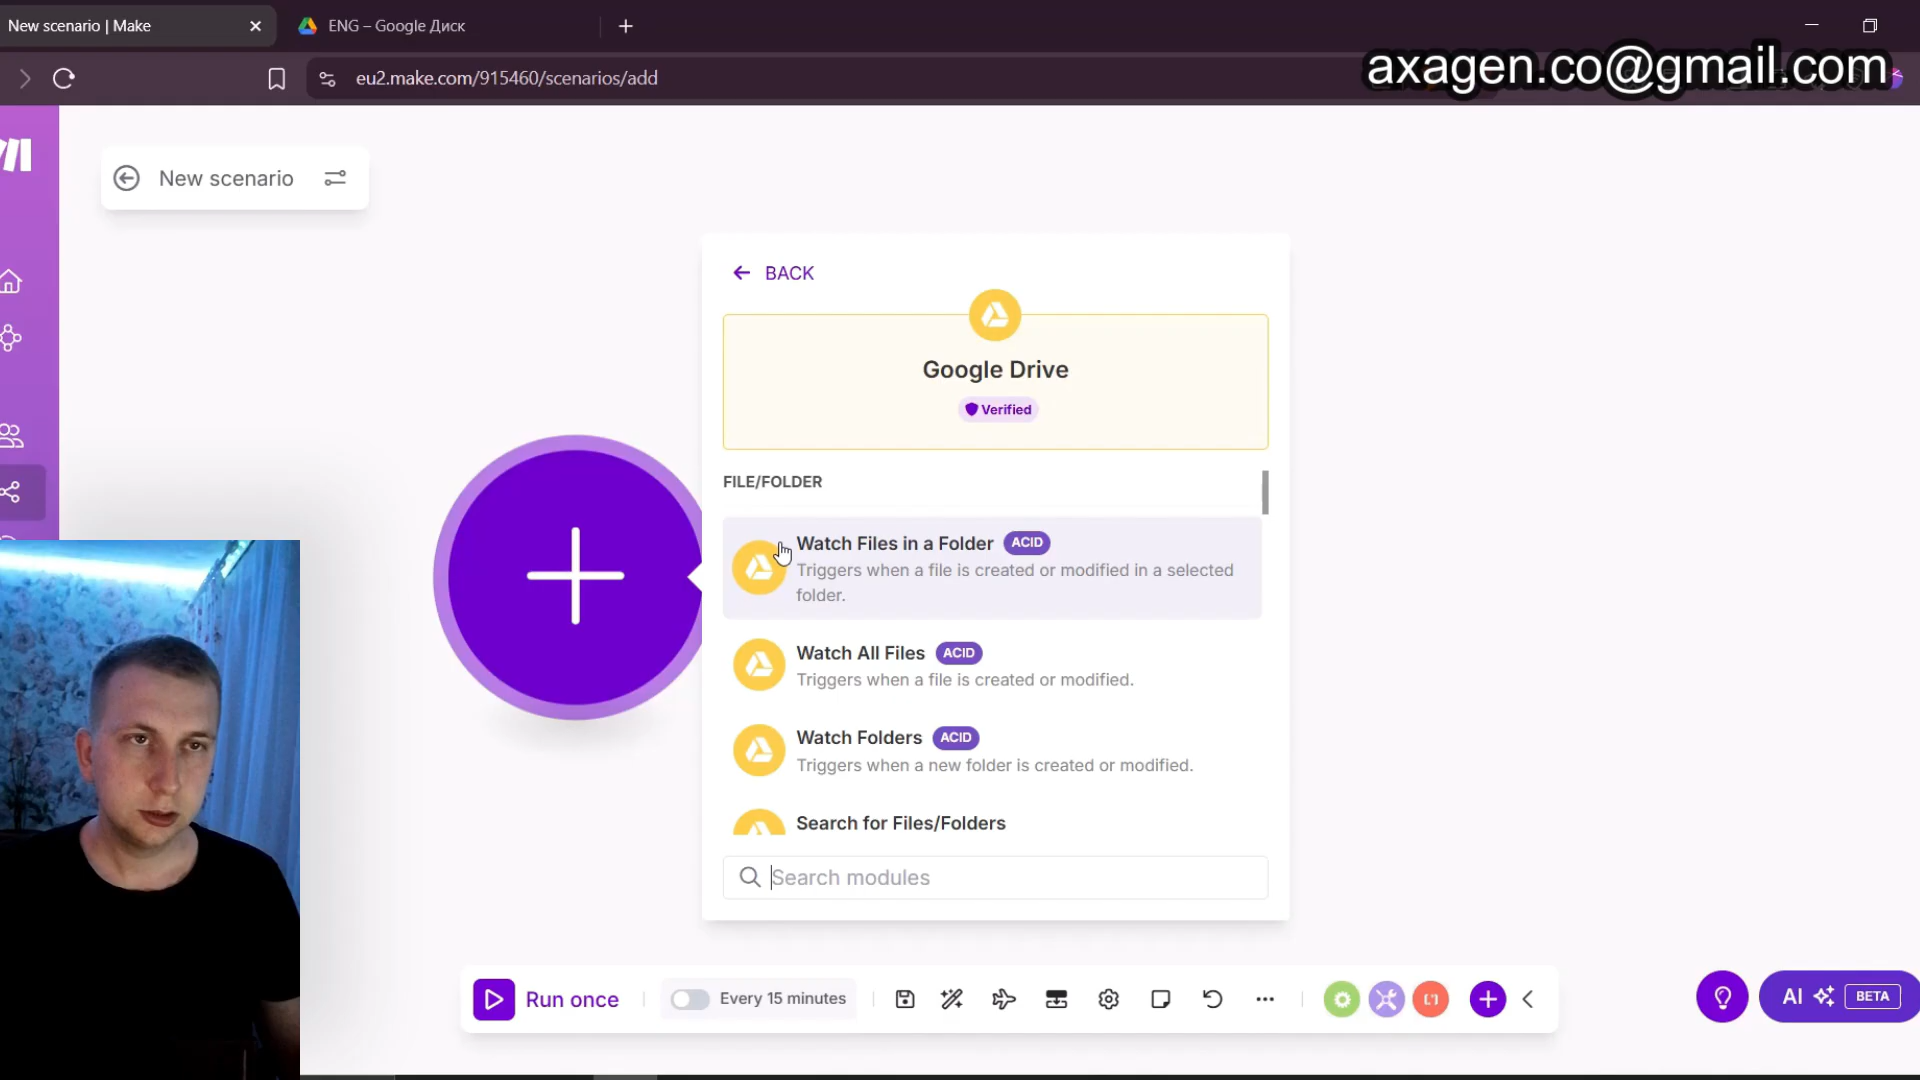 New scenario | Make
ENG – Google Диск
eu2.make.com/915460/scenarios/add
axagen.co@gmail.com
New scenario
BACK
Google Drive
Verified
FILE/FOLDER
Watch Files in a Folder ACID
Triggers when a file is created or modified in a selected
folder.
Watch All Files ACID
Triggers when a file is created or modified.
Watch Folders ACID
Triggers when a new folder is created or modified.
Search for Files/Folders
Search modules
Run once
Every 15 minutes
AI BETA